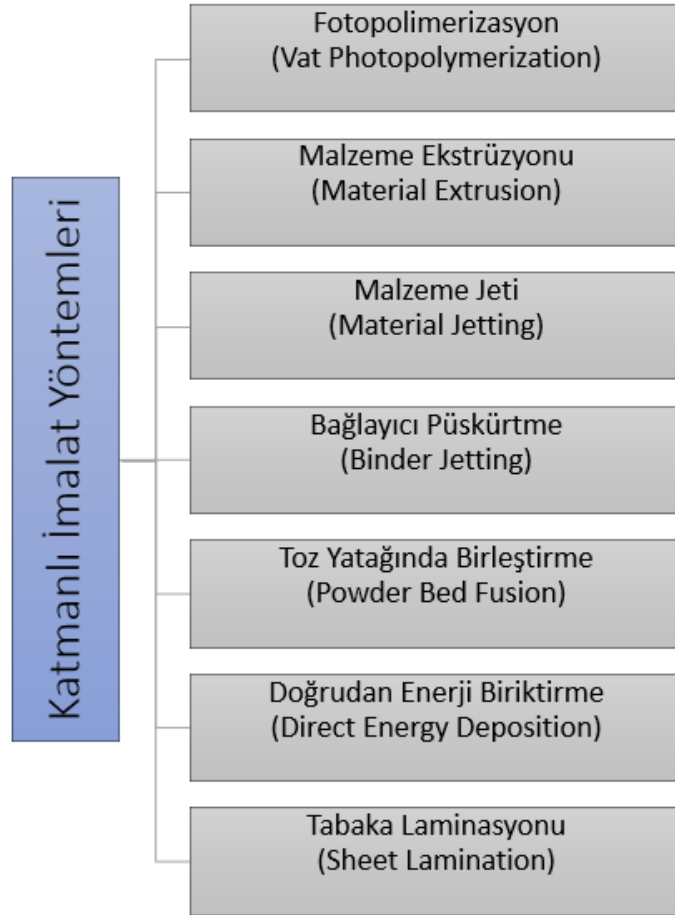 Katmanlı İmalat Yöntemleri
Fotopolimerizasyon
(Vat Photopolymerization)
Malzeme Ekstrüzyonu
(Material Extrusion)
Malzeme Jeti
(Material Jetting)
Bağlayıcı Püskürtme
(Binder Jetting)
Toz Yatağında Birleştirme
(Powder Bed Fusion)
Doğrudan Enerji Biriktirme
(Direct Energy Deposition)
Tabaka Laminasyonu
(Sheet Lamination)